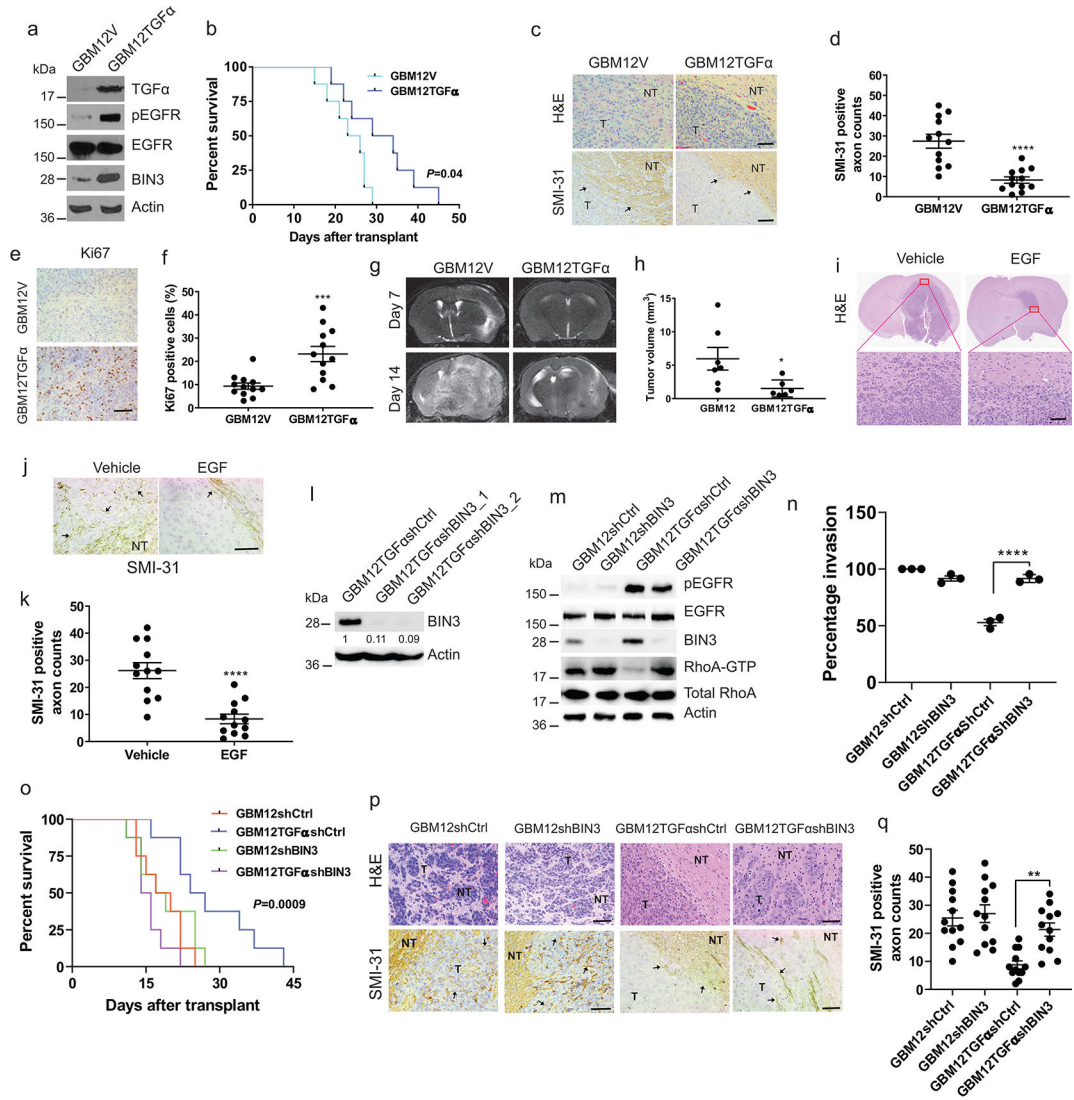 a
GBM12V
GBM12TGFα
kDa
17
150
150
28
36
TGFα
pEGFR
EGFR
BIN3
Actin
b
Percent survival
100
75
50
25
0
0 10 20 30 40 50
Days after transplant
GBM12V
GBM12TGFα
P=0.04
c
GBM12V GBM12TGFα
H&E
NT
T
NT
T
SMI-31
NT
T
NT
T
d
SMI-31 positive
axon counts
60
50
40
30
20
10
0
****
GBM12V GBM12TGFα
e
Ki67
GBM12V
GBM12TGFα
f
Ki67 positive cells (%)
50
40
30
20
10
0
***
GBM12V GBM12TGFα
g
GBM12V GBM12TGFα
Day 7
Day 14
h
Tumor volume (mm3)
20
15
10
5
0
*
GBM12 GBM12TGFα
i
Vehicle EGF
H&E
j
Vehicle EGF
NT
SMI-31
k
SMI-31 positive
axon counts
50
40
30
20
10
0
****
Vehicle EGF
l
GBM12TGFαshCtrl
GBM12TGFαshBIN3_1
GBM12TGFαshBIN3_2
kDa
28
BIN3
1 0.11 0.09
36
Actin
m
GBM12shCtrl
GBM12shBIN3
GBM12TGFαshCtrl
GBM12TGFαshBIN3
kDa
150
150
28
17
17
36
pEGFR
EGFR
BIN3
RhoA-GTP
Total RhoA
Actin
n
Percentage invasion
150
100
50
0
****
GBM12shCtrl
GBM12ShBIN3
GBM12TGFαShCtrl
GBM12TGFαShBIN3
o
Percent survival
100
75
50
25
0
0 15 30 45
Days after transplant
GBM12shCtrl
GBM12TGFαshCtrl
GBM12shBIN3
GBM12TGFαshBIN3
P=0.0009
p
GBM12shCtrl GBM12shBIN3 GBM12TGFαshCtrl GBM12TGFαshBIN3
H&E
T
NT
T
NT
NT
T
NT
T
SMI-31
NT
T
NT
T
NT
T
NT
T
q
SMI-31 positive
axon counts
50
40
30
20
10
0
**
GBM12shCtrl
GBM12shBIN3
GBM12TGFαshCtrl
GBM12TGFαshBIN3